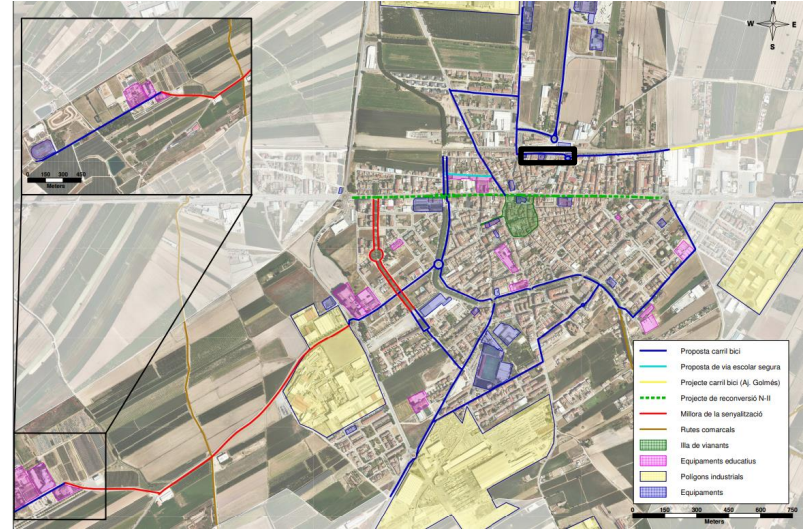 N
W E
S
0 150 300 450
Meters
Proposta carril bici
Proposta de via escolar segura
Projecte carril bici (Aj. Golmés)
Projecte de reconversió N-II
Millora de la senyalització
Rutes comarcals
Illa de vianants
Equipaments educatius
Polígons industrials
Equipaments
0 150 300 450 600 750
Meters